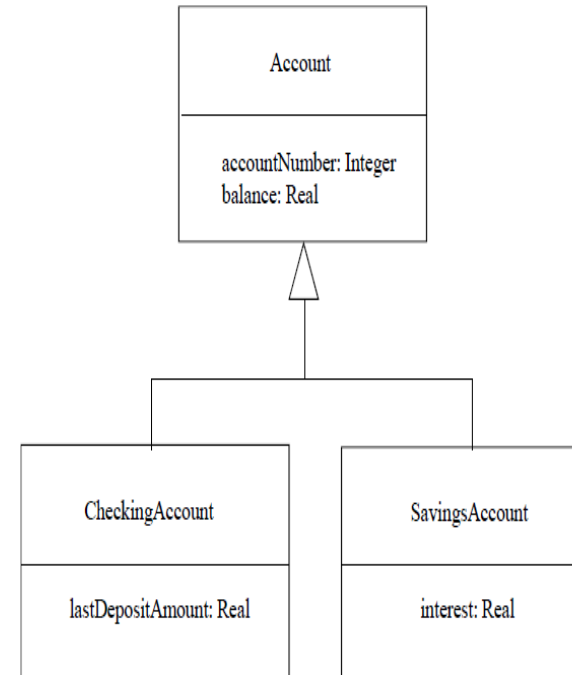 Account
accountNumber: Integer
balance: Real
CheckingAccount
SavingsAccount
lastDepositAmount: Real
interest: Real